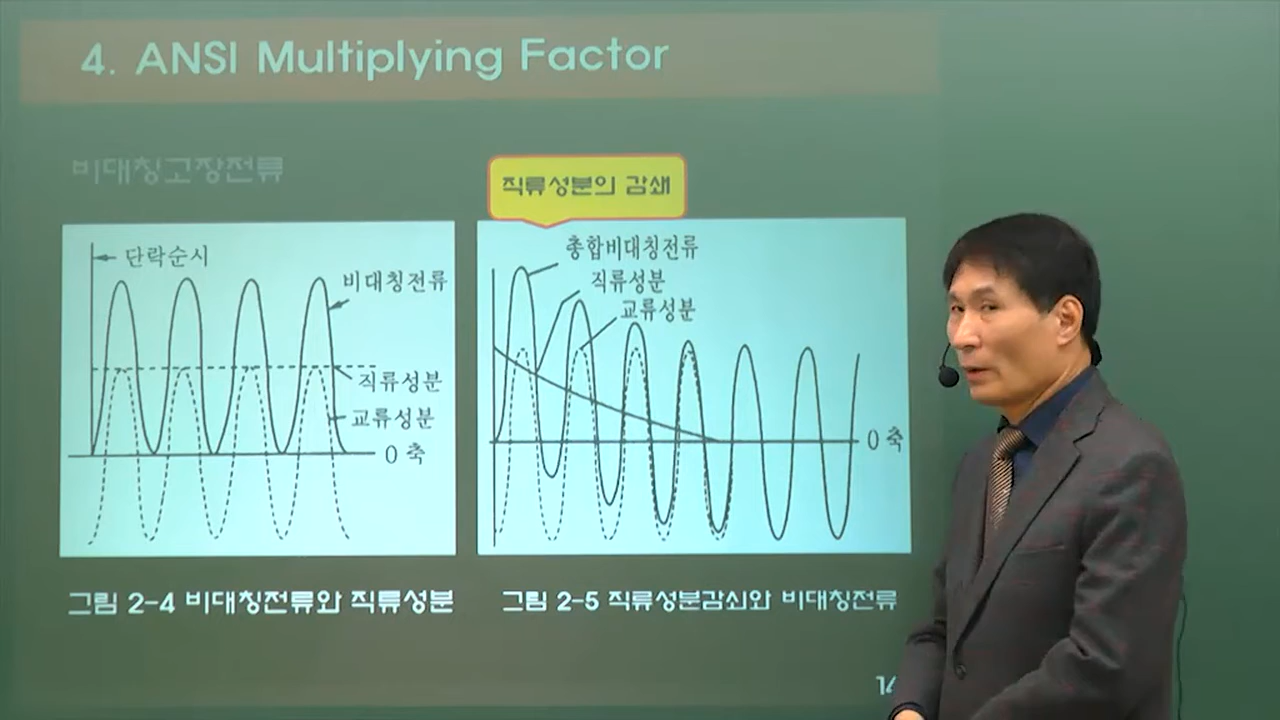 4. ANSI Multiplying Factor
비대칭고장전류
직류성분의 감쇄
단락순시
비대칭전류
직류성분
교류성분
0 축
총합비대칭전류
직류성분
교류성분
0 축
그림 2-4 비대칭전류와 직류성분
그림 2-5 직류성분감쇠와 비대칭전류